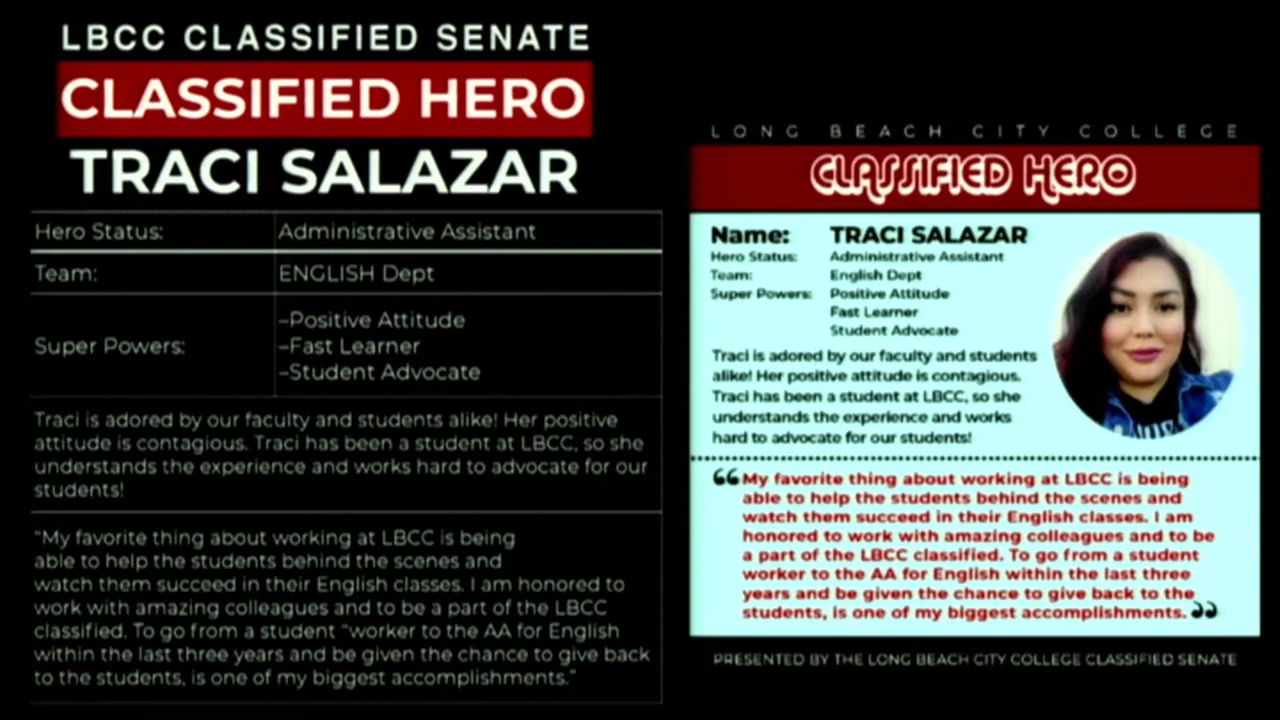 LBCC CLASSIFIED SENATE
CLASSIFIED HERO
TRACI SALAZAR
Hero Status: Administrative Assistant
Team: ENGLISH Dept
Super Powers:
–Positive Attitude
–Fast Learner
–Student Advocate
Traci is adored by our faculty and students alike! Her positive
attitude is contagious. Traci has been a student at LBCC, so she
understands the experience and works hard to advocate for our
students!
“My favorite thing about working at LBCC is being
able to help the students behind the scenes and
watch them succeed in their English classes. I am honored to
work with amazing colleagues and to be a part of the LBCC
classified. To go from a student “worker to the AA for English
within the last three years and be given the chance to give back
to the students, is one of my biggest accomplishments.”
LONG BEACH CITY COLLEGE
CLASSIFIED HERO
Name: TRACI SALAZAR
Hero Status: Administrative Assistant
Team: English Dept
Super Powers: Positive Attitude
Fast Learner
Student Advocate
Traci is adored by our faculty and students
alike! Her positive attitude is contagious.
Traci has been a student at LBCC, so she
understands the experience and works
hard to advocate for our students!
“My favorite thing about working at LBCC is being
able to help the students behind the scenes and
watch them succeed in their English classes. I am
honored to work with amazing colleagues and to be
a part of the LBCC classified. To go from a student
worker to the AA for English within the last three
years and be given the chance to give back to the
students, is one of my biggest accomplishments.”
PRESENTED BY THE LONG BEACH CITY COLLEGE CLASSIFIED SENATE